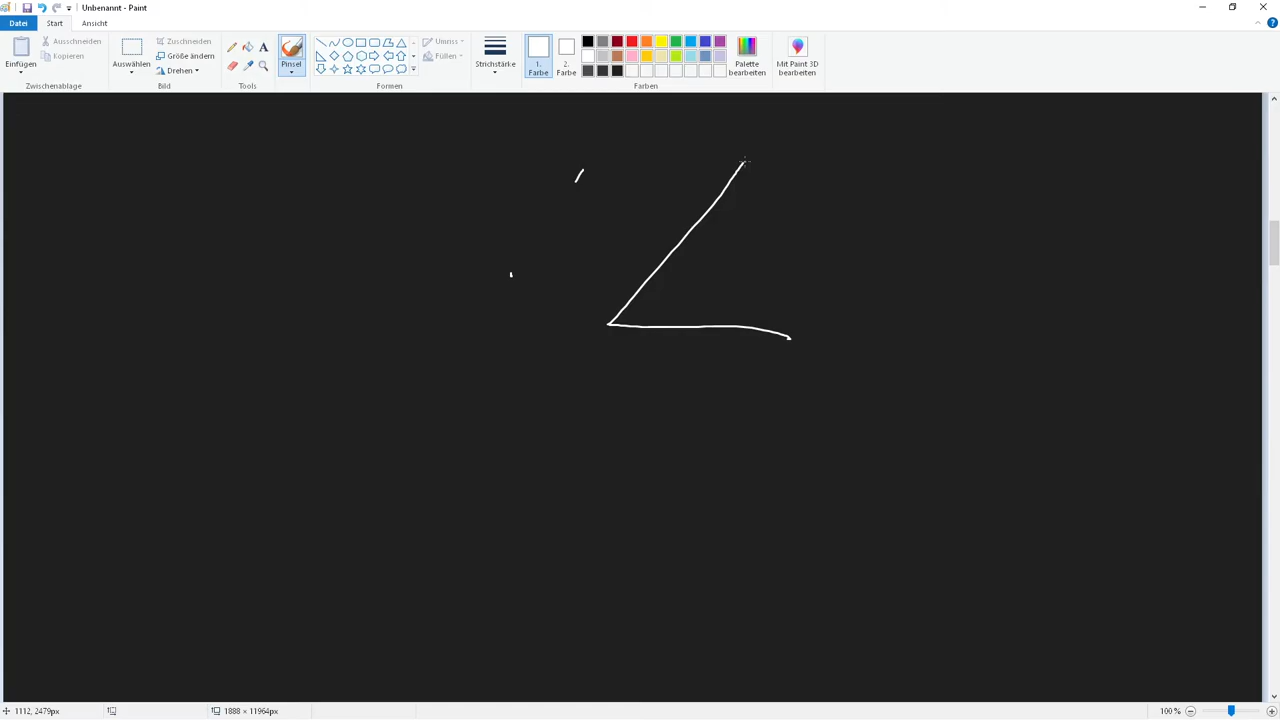 Unbenannt - Paint
Datei Start Ansicht
Einfügen
Ausschneiden
Kopieren
Zwischenablage
Auswählen
Zuschneiden
Größe ändern
Drehen
Bild
A
Tools
Pinsel
Formen
Umriss
Füllen
Strichstärke
1.
Farbe
2.
Farbe
Farben
Palette
bearbeiten
Mit Paint 3D
bearbeiten
1112, 2479px
1888 × 11964px
100 %